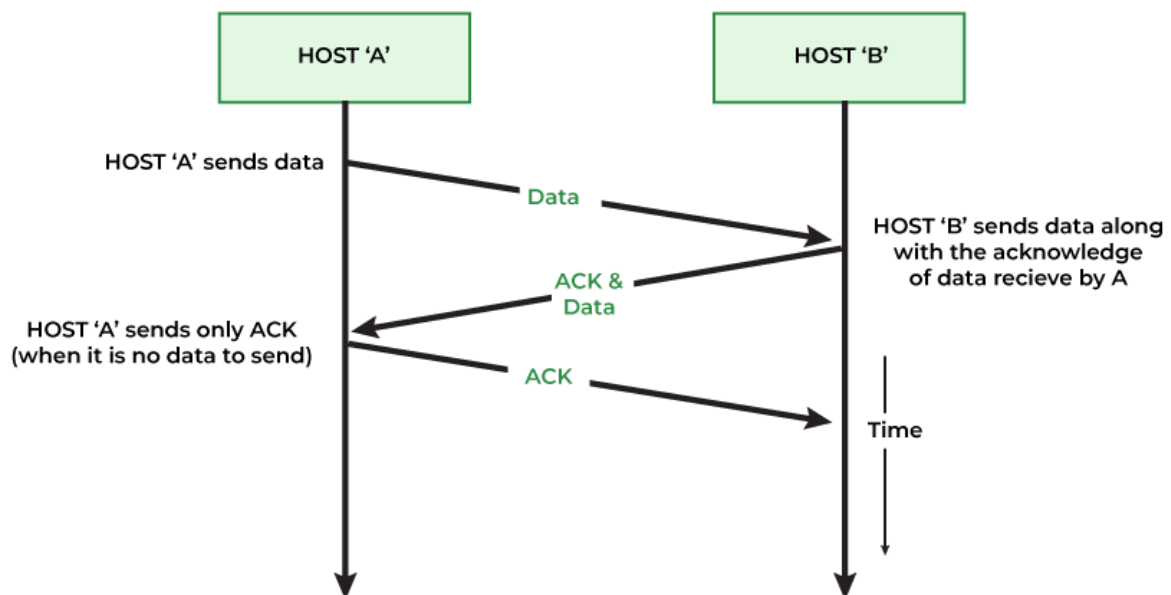 HOST ‘A’
HOST ‘B’
HOST ‘A’ sends data
Data
HOST ‘B’ sends data along
with the acknowledge
of data recieve by A
ACK &
Data
HOST ‘A’ sends only ACK
(when it is no data to send)
ACK
Time